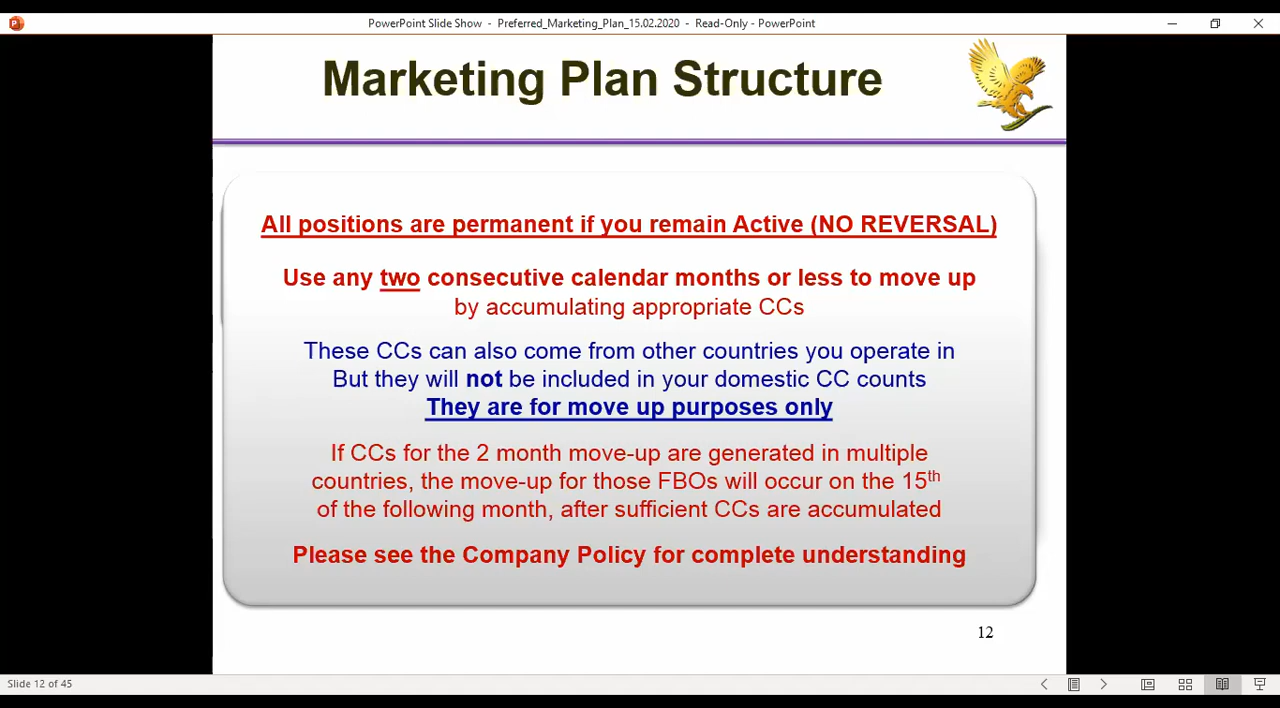 PowerPoint Slide Show - Preferred_Marketing_Plan_15.02.2020 - Read-Only - PowerPoint
Marketing Plan Structure
All positions are permanent if you remain Active (NO REVERSAL)
Use any two consecutive calendar months or less to move up
by accumulating appropriate CCs
These CCs can also come from other countries you operate in
But they will not be included in your domestic CC counts
They are for move up purposes only
If CCs for the 2 month move-up are generated in multiple
countries, the move-up for those FBOs will occur on the 15th
of the following month, after sufficient CCs are accumulated
Please see the Company Policy for complete understanding
12
Slide 12 of 45